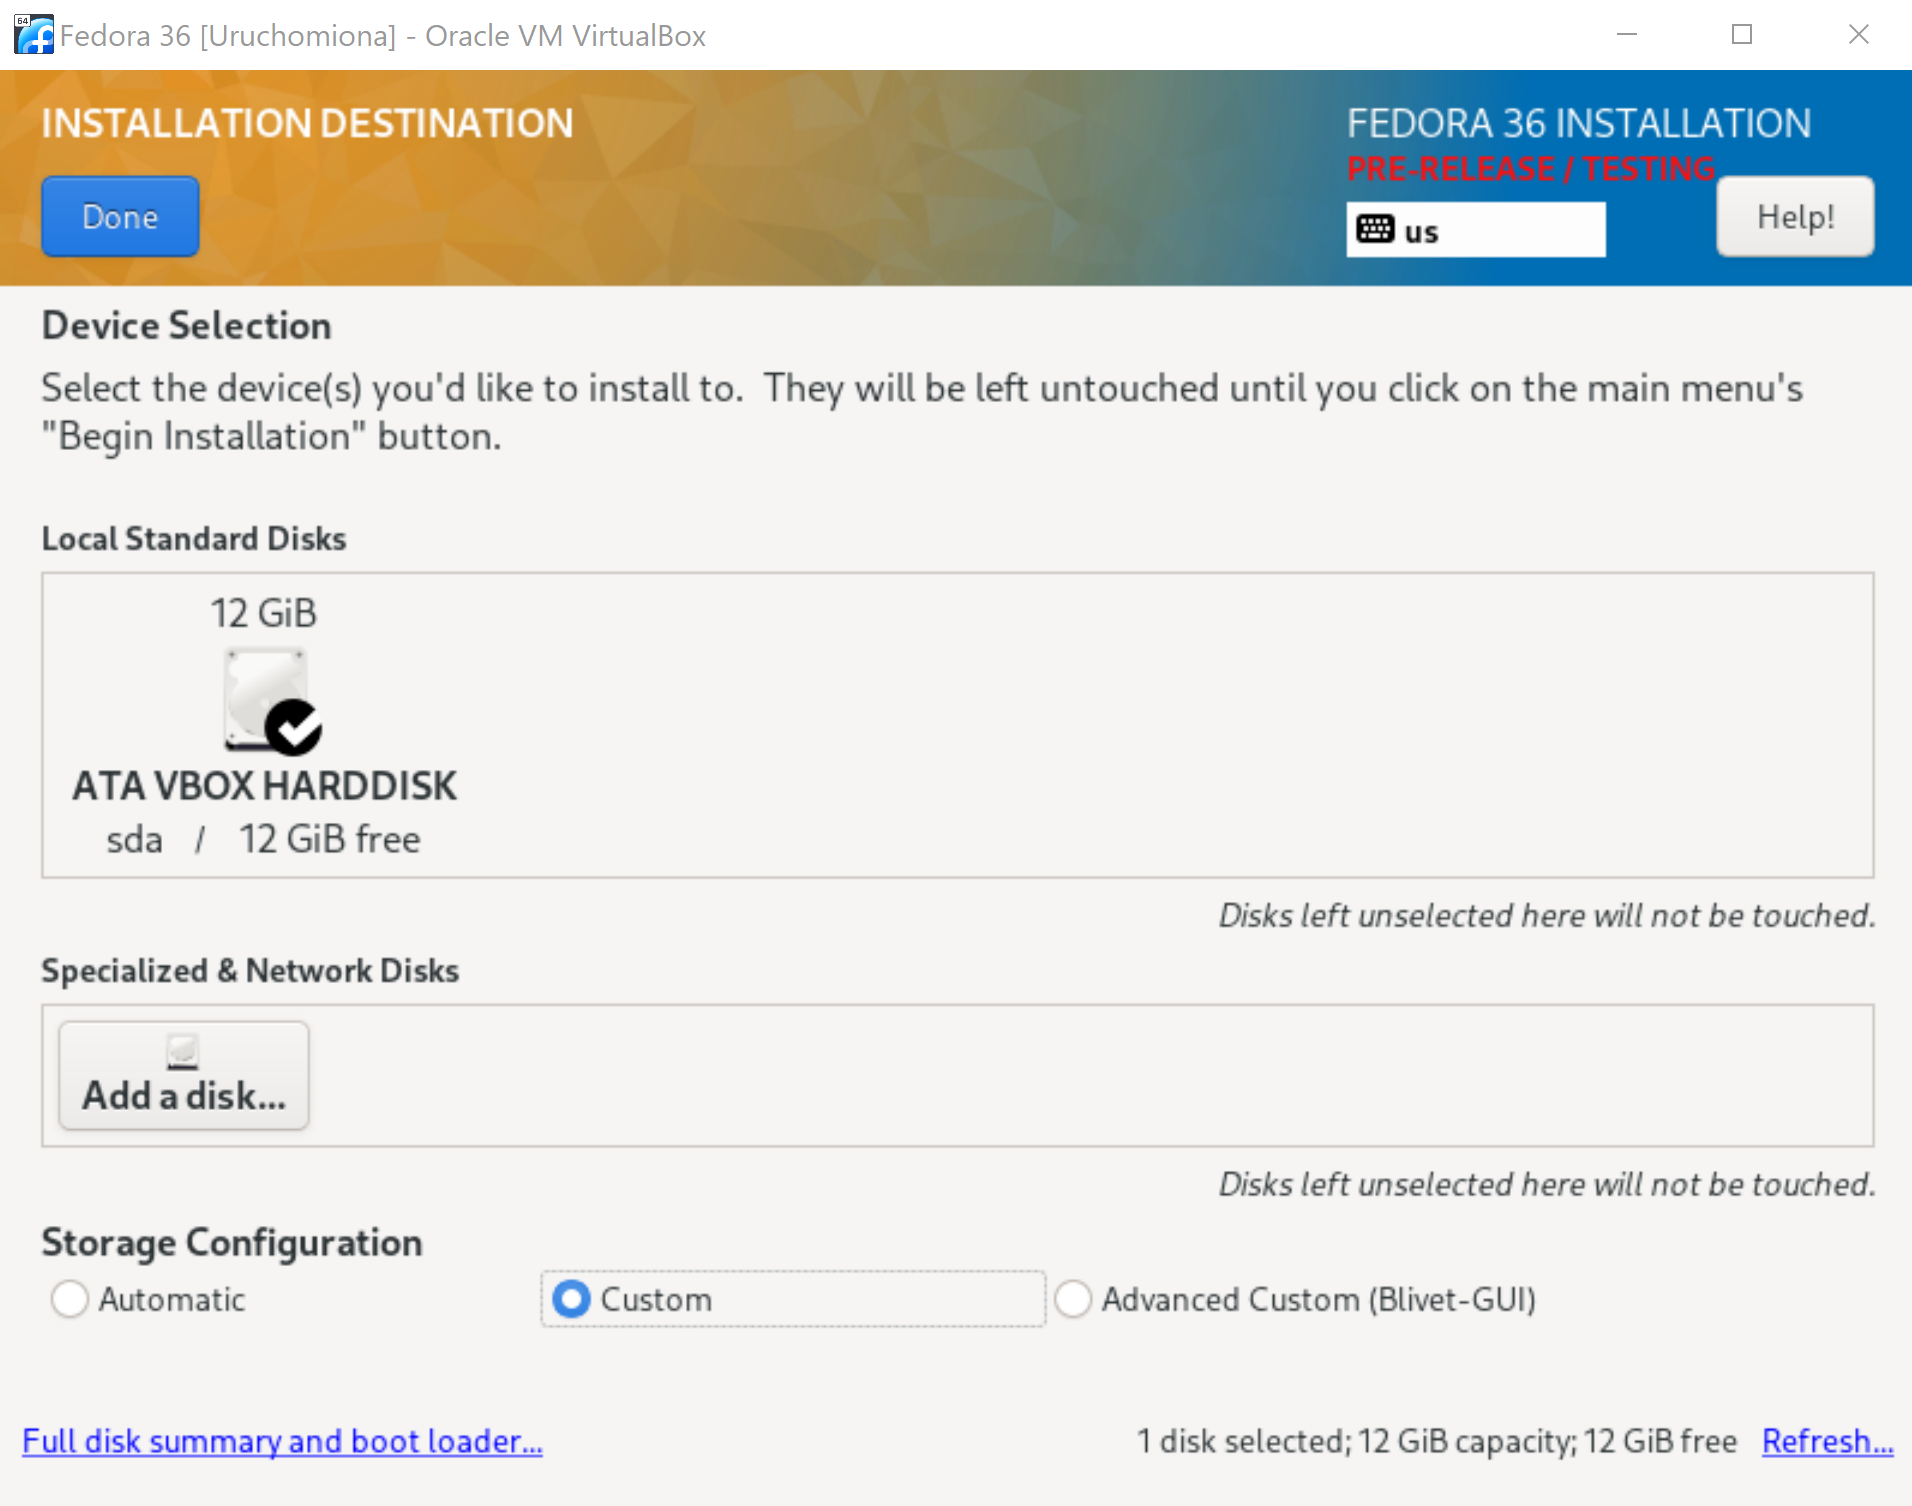 64
Fedora 36 [Uruchomiona] - Oracle VM VirtualBox
INSTALLATION DESTINATION
Done
FEDORA 36 INSTALLATION
PRE-RELEASE / TESTING
us
Help!
Device Selection
Select the device(s) you'd like to install to.  They will be left untouched until you click on the main menu's
"Begin Installation" button.
Local Standard Disks
12 GiB
ATA VBOX HARDDISK
sda / 12 GiB free
Disks left unselected here will not be touched.
Specialized & Network Disks
Add a disk...
Disks left unselected here will not be touched.
Storage Configuration
Automatic
Custom
Advanced Custom (Blivet-GUI)
Full disk summary and boot loader...
1 disk selected; 12 GiB capacity; 12 GiB free
Refresh...